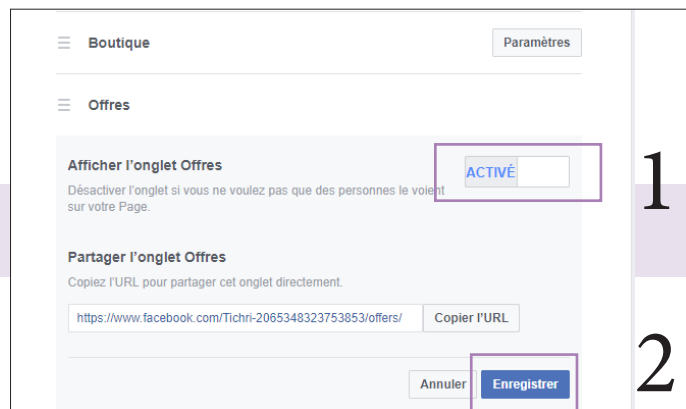 Boutique
Paramètres
Offres
Afficher l'onglet Offres
ACTIVÉ
1
Désactiver l'onglet si vous ne voulez pas que des personnes le voient
sur votre Page.
Partager l'onglet Offres
Copiez l'URL pour partager cet onglet directement.
https://www.facebook.com/Tichri-2065348323753853/offers/
Copier l'URL
2
Annuler
Enregistrer